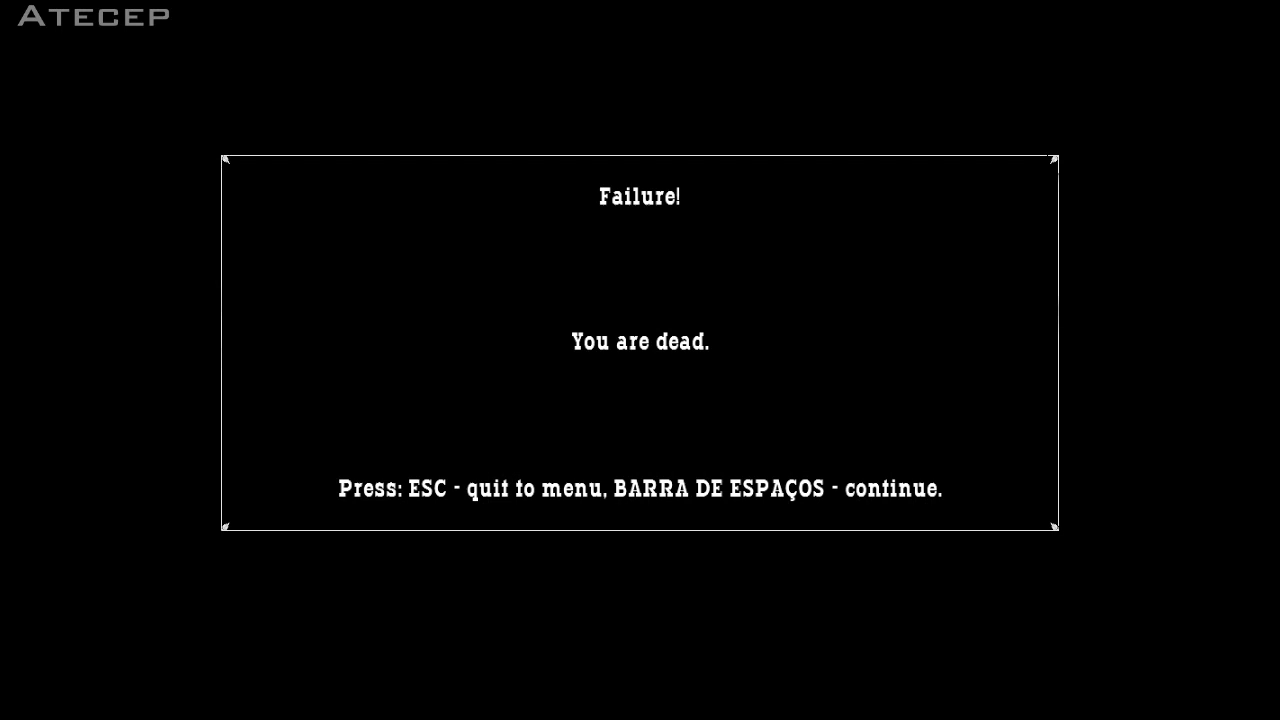 ATECEP
Failure!
You are dead.
Press: ESC - quit to menu, BARRA DE ESPAÇOS - continue.